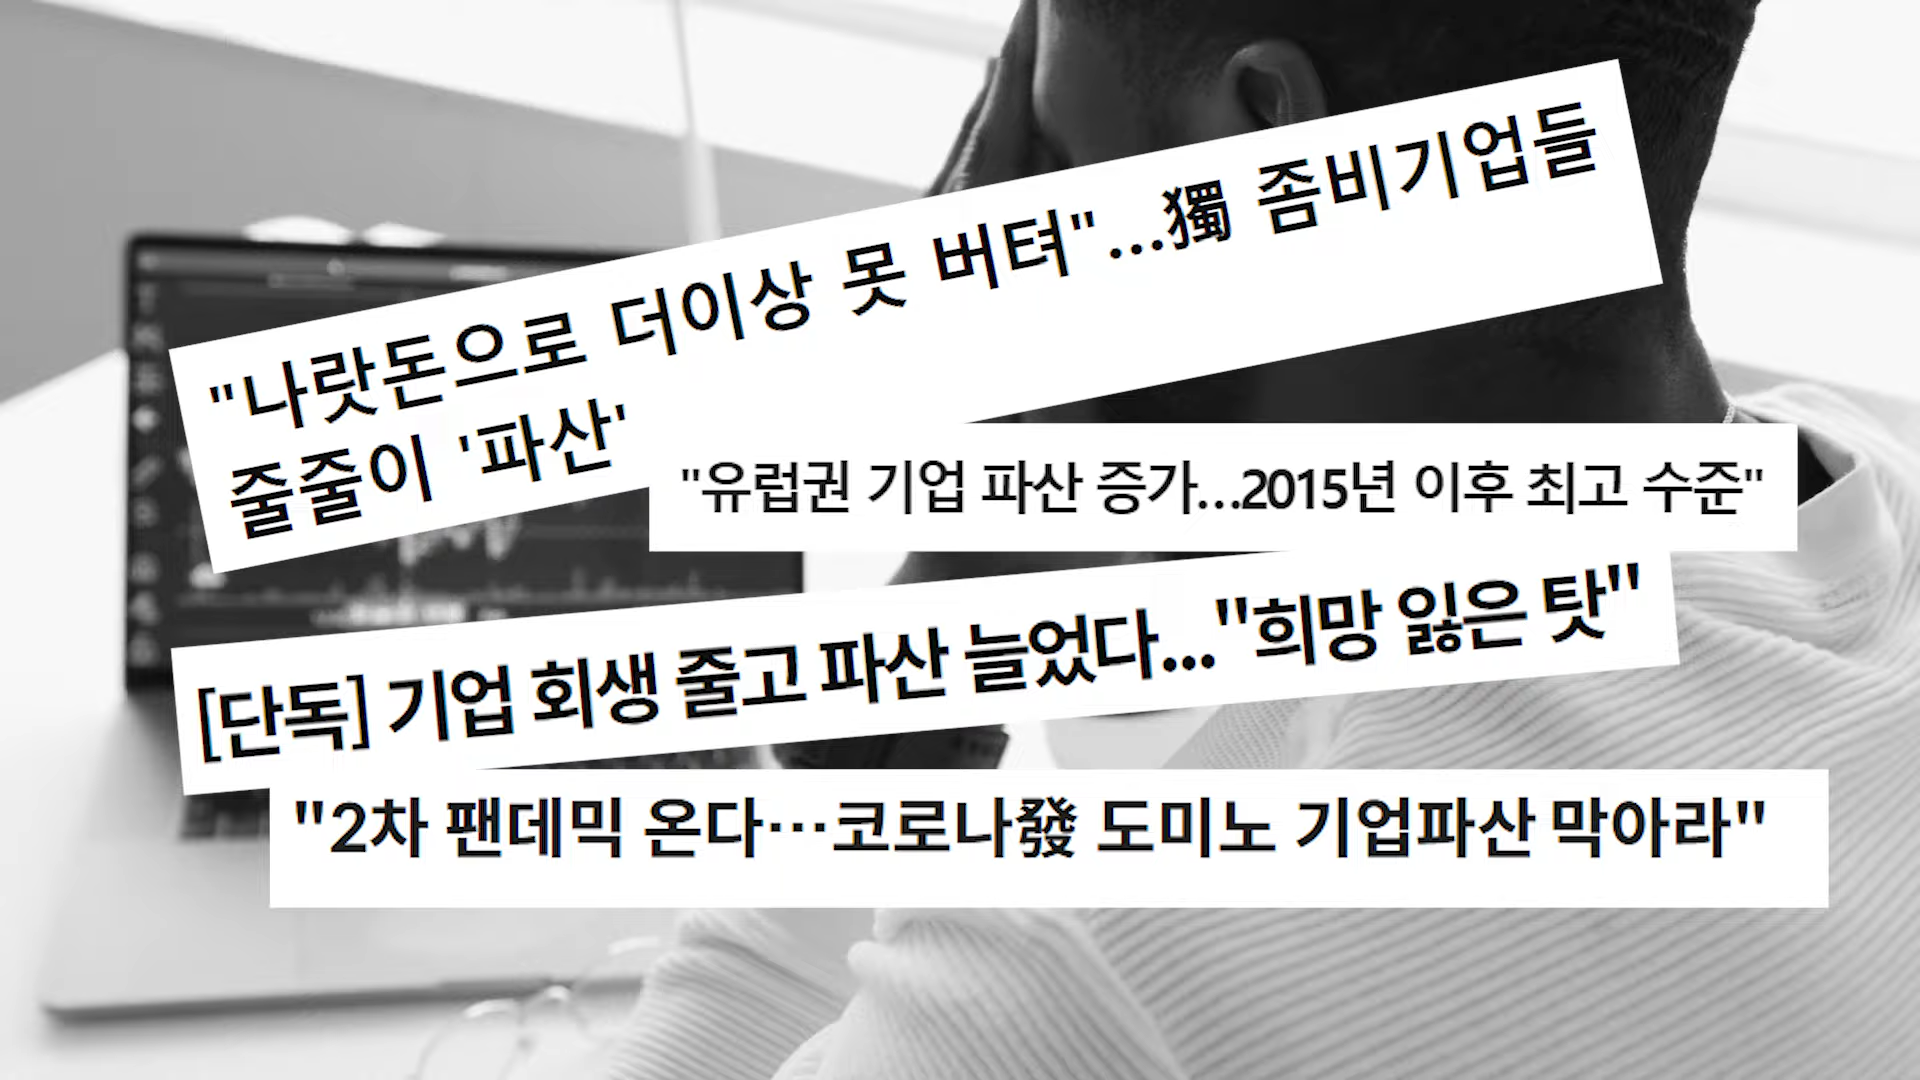 "나랏돈으로 더이상 못 버텨"...獨 좀비기업들
줄줄이 '파산'
"유럽권 기업 파산 증가...2015년 이후 최고 수준"
[단독] 기업 회생 줄고 파산 늘었다..."희망 잃은 탓"
"2차 팬데믹 온다…코로나發 도미노 기업파산 막아라"